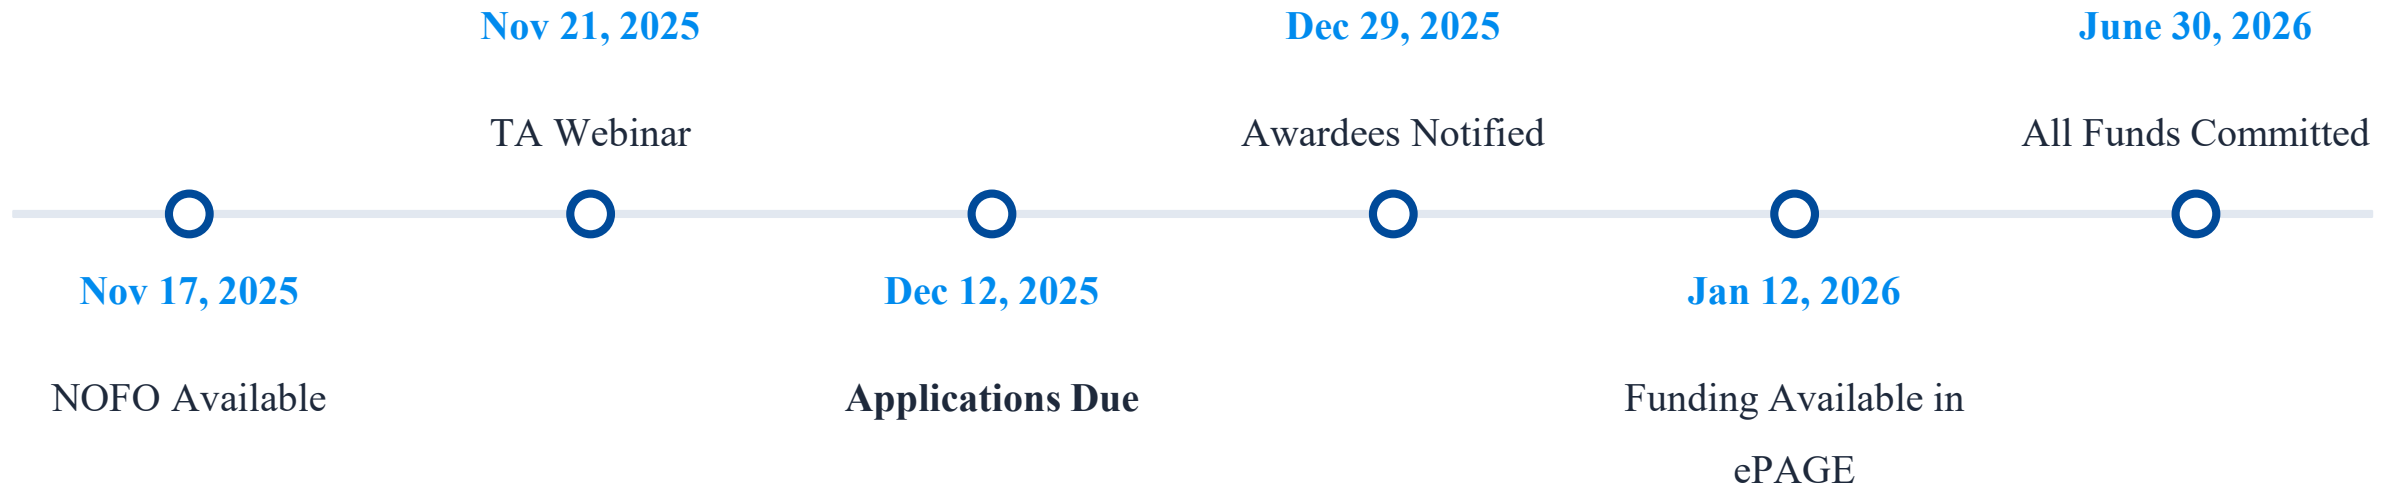 Nov 17, 2025
NOFO Available
Nov 21, 2025
TA Webinar
Dec 12, 2025
Applications Due
Dec 29, 2025
Awardees Notified
Jan 12, 2026
Funding Available in
ePAGE
June 30, 2026
All Funds Committed